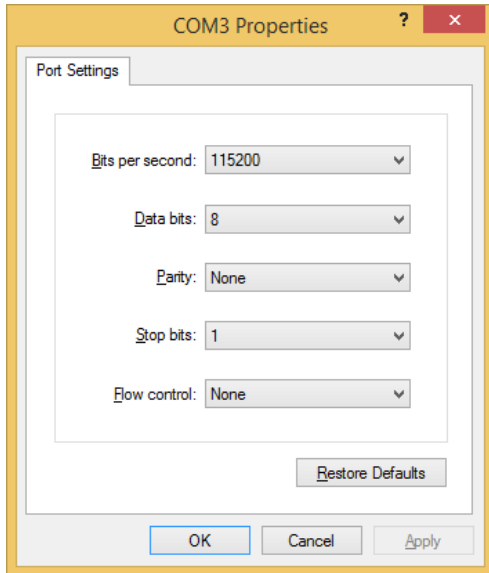 COM3 Properties ? ×
Port Settings
Bits per second: 115200
Data bits: 8
Parity: None
Stop bits: 1
Flow control: None
Restore Defaults
OK Cancel Apply